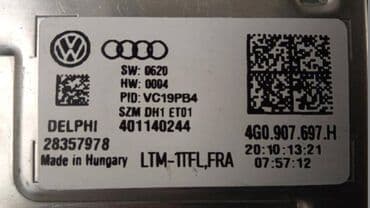 SW: 0620
HW: 0004
PID: VC19PB4
SZM DH1 ET01
DELPHI 401140244
28357978
Made in Hungary
LTM-1TFL,FRA
4G0.907.697.H
20:10:13:21
07:57:12